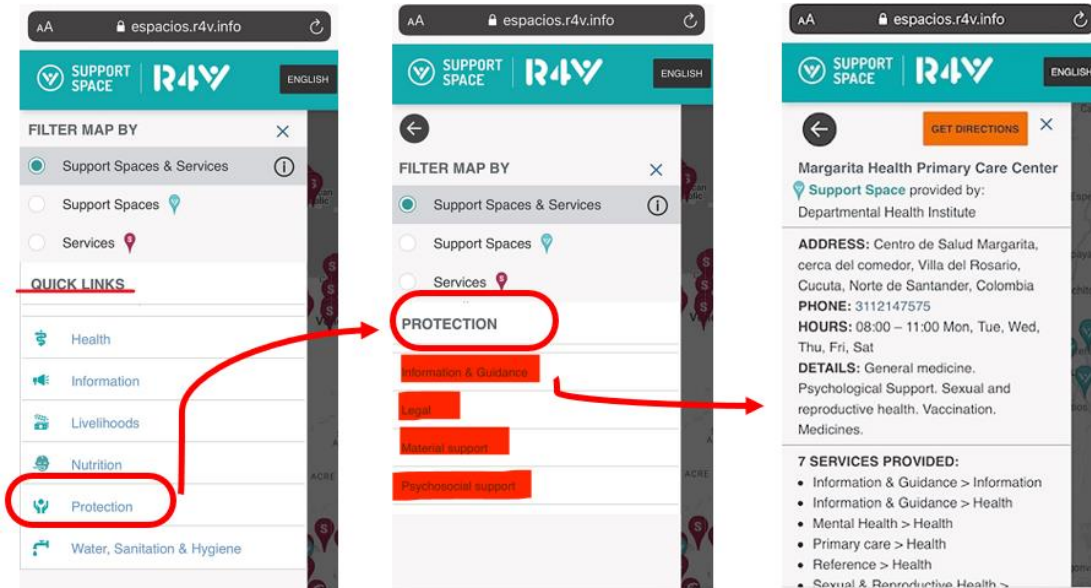 AA espacios.r4v.info
SUPPORT SPACE R4V
ENGLISH
FILTER MAP BY
Support Spaces & Services
Support Spaces
Services
QUICK LINKS
Health
Information
Livelihoods
Nutrition
Protection
Water, Sanitation & Hygiene
ACRE
AA espacios.r4v.info
SUPPORT SPACE R4V
ENGLISH
FILTER MAP BY
Support Spaces & Services
Support Spaces
Services
PROTECTION
Information & Guidance
Legal
Material support
Psychosocial support
ACRE
AA espacios.r4v.info
SUPPORT SPACE R4V
ENGLISH
GET DIRECTIONS
Margarita Health Primary Care Center
Support Space provided by:
Departmental Health Institute
ADDRESS: Centro de Salud Margarita,
cerca del comedor, Villa del Rosario,
Cucuta, Norte de Santander, Colombia
PHONE: 3112147575
HOURS: 08:00 – 11:00 Mon, Tue, Wed,
Thu, Fri, Sat
DETAILS: General medicine.
Psychological Support. Sexual and
reproductive health. Vaccination.
Medicines.
7 SERVICES PROVIDED:
Information & Guidance > Information
Information & Guidance > Health
Mental Health > Health
Primary care > Health
Reference > Health
Sexual & Reproductive Health >